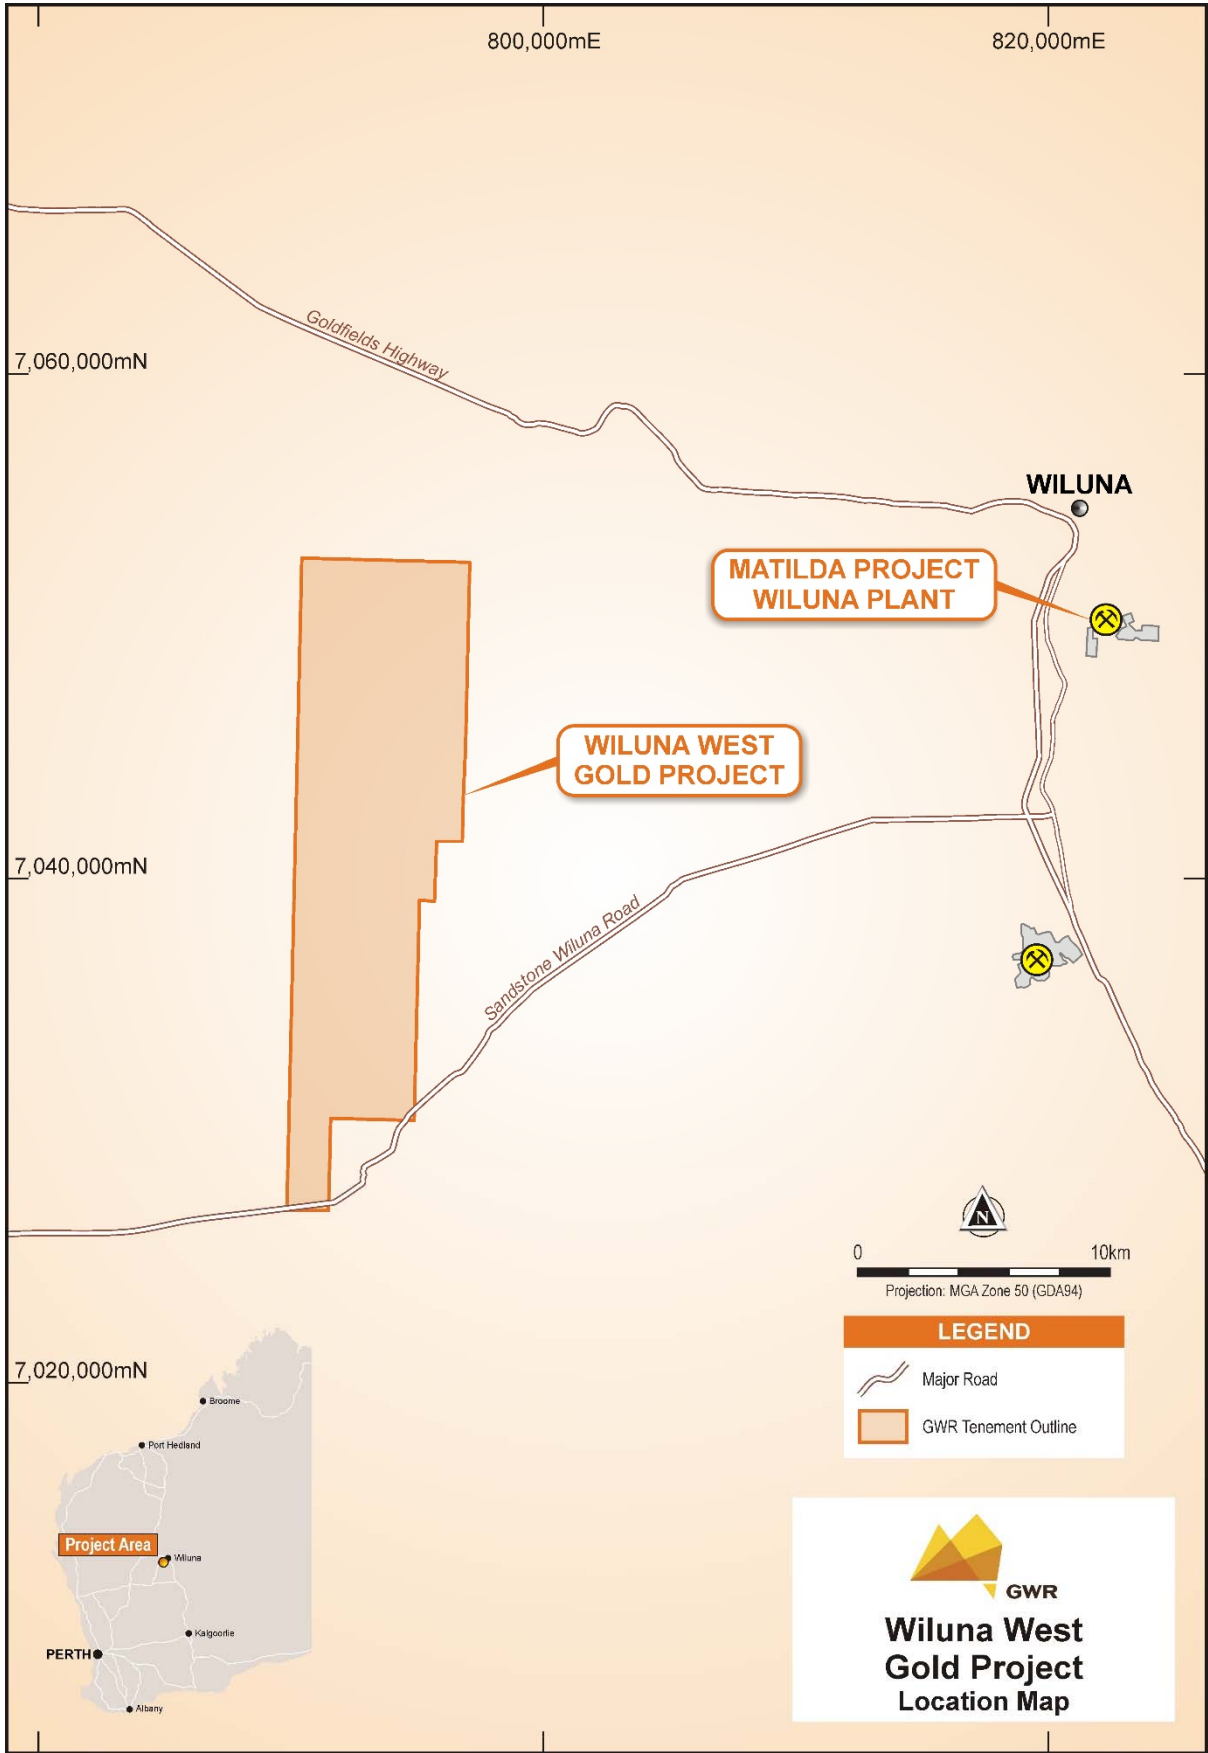 800,000mE
820,000mE
Goldfields Highway
7,060,000mN
WILUNA
MATILDA PROJECT
WILUNA PLANT
WILUNA WEST
GOLD PROJECT
7,040,000mN
Sandstone Wiluna Road
N
0
10km
Projection: MGA Zone 50 (GDA94)
LEGEND
Major Road
GWR Tenement Outline
7,020,000mN
Broome
Port Hedland
Project Area
Wiluna
Kalgoorlie
PERTH
Albany
GWR
Wiluna West
Gold Project
Location Map